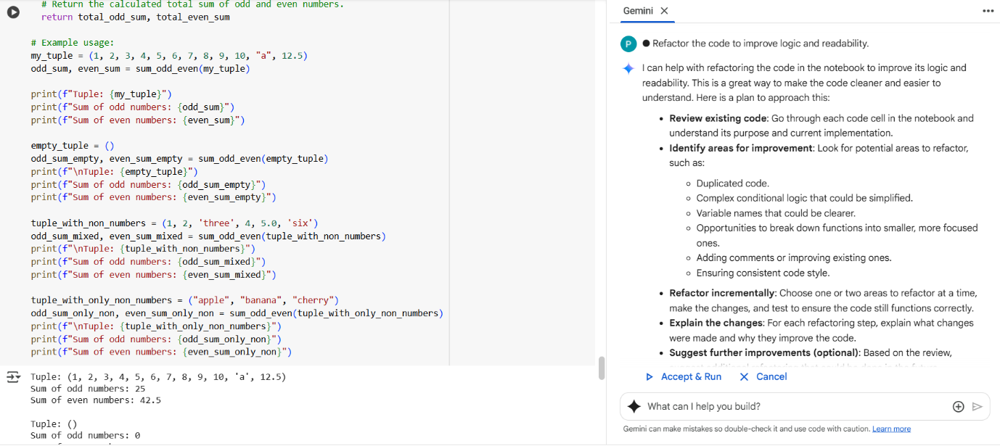 # Return the calculated total sum of odd and even numbers.
return total_odd_sum, total_even_sum
# Example usage:
my_tuple = (1, 2, 3, 4, 5, 6, 7, 8, 9, 10, "a", 12.5)
odd_sum, even_sum = sum_odd_even(my_tuple)
print(f"Tuple: {my_tuple}")
print(f"Sum of odd numbers: {odd_sum}")
print(f"Sum of even numbers: {even_sum}")
empty_tuple = ()
odd_sum_empty, even_sum_empty = sum_odd_even(empty_tuple)
print(f"\nTuple: {empty_tuple}")
print(f"Sum of odd numbers: {odd_sum_empty}")
print(f"Sum of even numbers: {even_sum_empty}")
tuple_with_non_numbers = (1, 2, 'three', 4, 5.0, 'six')
odd_sum_mixed, even_sum_mixed = sum_odd_even(tuple_with_non_numbers)
print(f"\nTuple: {tuple_with_non_numbers}")
print(f"Sum of odd numbers: {odd_sum_mixed}")
print(f"Sum of even numbers: {even_sum_mixed}")
tuple_with_only_non_numbers = ("apple", "banana", "cherry")
odd_sum_only_non, even_sum_only_non = sum_odd_even(tuple_with_only_non_numbers)
print(f"\nTuple: {tuple_with_only_non_numbers}")
print(f"Sum of odd numbers: {odd_sum_only_non}")
print(f"Sum of even numbers: {even_sum_only_non}")
Tuple: (1, 2, 3, 4, 5, 6, 7, 8, 9, 10, 'a', 12.5)
Sum of odd numbers: 25
Sum of even numbers: 42.5
Tuple: ()
Sum of odd numbers: 0
Gemini
P
● Refactor the code to improve logic and readability.
I can help with refactoring the code in the notebook to improve its logic and
readability. This is a great way to make the code cleaner and easier to
understand. Here is a plan to approach this:
• Review existing code: Go through each code cell in the notebook and
understand its purpose and current implementation.
• Identify areas for improvement: Look for potential areas to refactor,
such as:
◦ Duplicated code.
◦ Complex conditional logic that could be simplified.
◦ Variable names that could be clearer.
◦ Opportunities to break down functions into smaller, more focused
ones.
◦ Adding comments or improving existing ones.
◦ Ensuring consistent code style.
• Refactor incrementally: Choose one or two areas to refactor at a time,
make the changes, and test to ensure the code still functions correctly.
• Explain the changes: For each refactoring step, explain what changes
were made and why they improve the code.
• Suggest further improvements (optional): Based on the review,
Accept & Run Cancel
What can I help you build?
Gemini can make mistakes so double-check it and use code with caution. Learn more